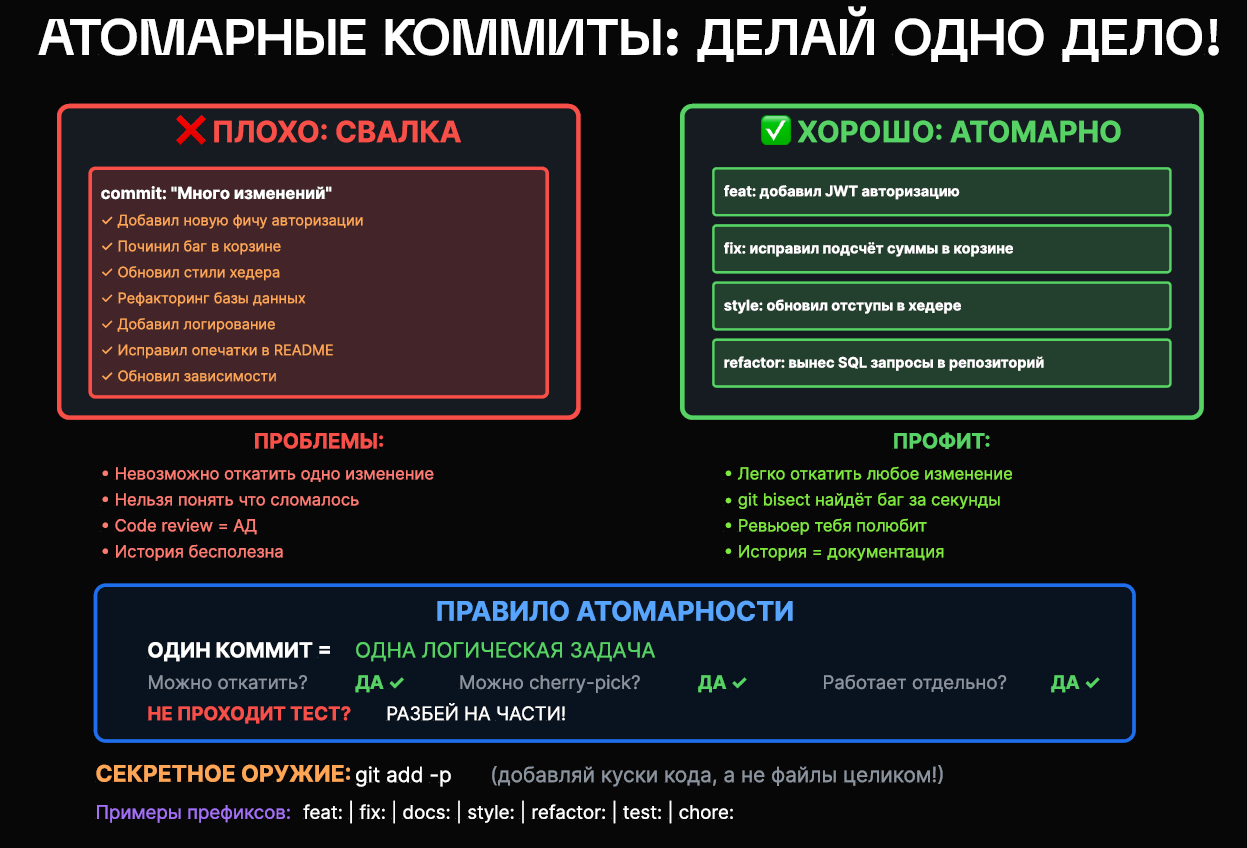 АТОМАРНЫЕ КОММИТЫ: ДЕЛАЙ ОДНО ДЕЛО!
❌ ПЛОХО: СВАЛКА
commit: "Много изменений"
✓ Добавил новую фичу авторизации
✓ Починил баг в корзине
✓ Обновил стили хедера
✓ Рефакторинг базы данных
✓ Добавил логирование
✓ Исправил опечатки в README
✓ Обновил зависимости
ПРОБЛЕМЫ:
• Невозможно откатить одно изменение
• Нельзя понять что сломалось
• Code review = АД
• История бесполезна
✅ ХОРОШО: АТОМАРНО
feat: добавил JWT авторизацию
fix: исправил подсчёт суммы в корзине
style: обновил отступы в хедере
refactor: вынес SQL запросы в репозиторий
ПРОФИТ:
• Легко откатить любое изменение
• git bisect найдёт баг за секунды
• Ревьюер тебя полюбит
• История = документация
ПРАВИЛО АТОМАРНОСТИ
ОДИН КОММИТ = ОДНА ЛОГИЧЕСКАЯ ЗАДАЧА
Можно откатить? ДА ✓ Можно cherry-pick? ДА ✓ Работает отдельно? ДА ✓
НЕ ПРОХОДИТ ТЕСТ? РАЗБЕЙ НА ЧАСТИ!
СЕКРЕТНОЕ ОРУЖИЕ: git add -p (добавляй куски кода, а не файлы целиком!)
Примеры префиксов: feat: | fix: | docs: | style: | refactor: | test: | chore: